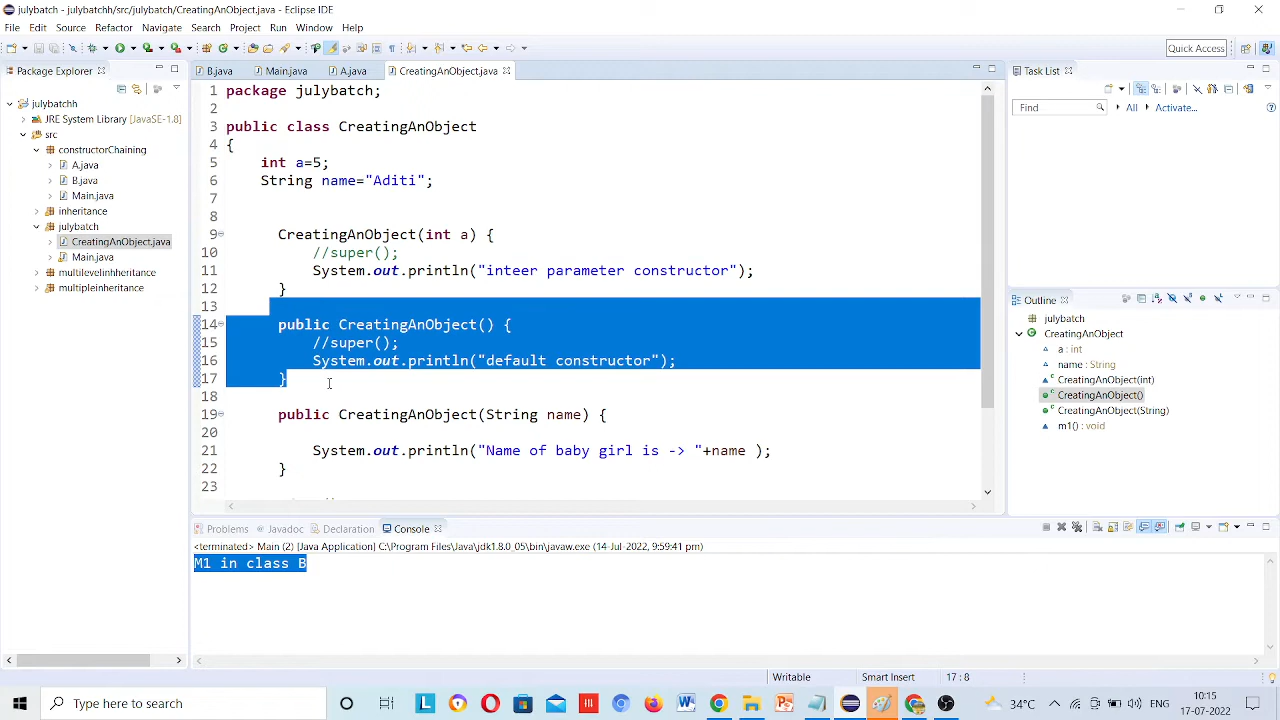 julybatch - julybatchh/src/julybatch/CreatingAnObject.java - Eclipse IDE
File Edit Source Refactor Navigate Search Project Run Window Help
Quick Access
Package Explorer
julybatchh
JRE System Library [JavaSE-1.8]
src
constructorChaining
A.java
B.java
Main.java
inheritance
julybatch
CreatingAnObject.java
Main.java
multilevelnhheritance
multipleinheritance
B.java Main.java A.java CreatingAnObject.java
1 package julybatch;
2
3 public class CreatingAnObject
4 {
5 int a=5;
6 String name="Aditi";
7
8
9 CreatingAnObject(int a) {
10 //super();
11 System.out.println("inteer parameter constructor");
12 }
13
14 public CreatingAnObject() {
15 //super();
16 System.out.println("default constructor");
17 }
18
19 public CreatingAnObject(String name) {
20
21 System.out.println("Name of baby girl is -> "+name );
22 }
23
Problems Javadoc Declaration Console
<terminated> Main (2) [Java Application] C:\Program Files\Java\jdk1.8.0_05\bin\javaw.exe (14-Jul-2022, 9:59:41 pm)
M1 in class B
Task List
Find All Activate...
Outline
julybatch
CreatingAnObject
a : int
name : String
CreatingAnObject(int)
CreatingAnObject()
CreatingAnObject(String)
m1() : void
Writable Smart Insert 17 : 8
Type here to search
34°C ENG 10:15
17-07-2022